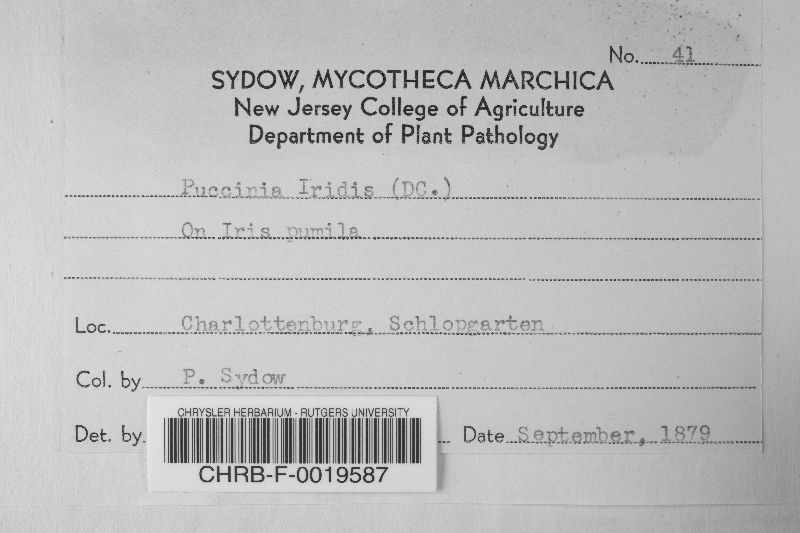 No. 41
SYDOW, MYCOTHECA MARCHICA
New Jersey College of Agriculture
Department of Plant Pathology
Puccinia Iridis (DC.)
On Iris pumila
Loc. Charlottenburg, Schlopgarten
Col. by P. Sydow
Det. by. Date September, 1879
CHRYSLER HERBARIUM - RUTGERS UNIVERSITY
CHRB-F-0019587